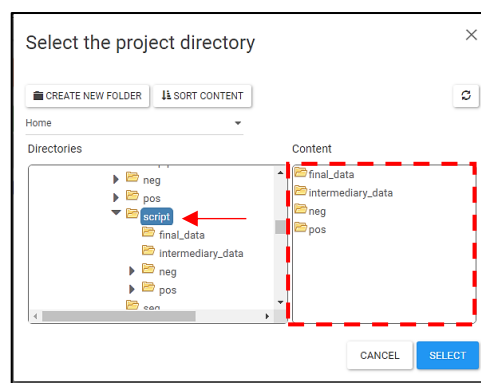 Select the project directory
CREATE NEW FOLDER
SORT CONTENT
Home
Directories
Content
neg
pos
script
final_data
intermediary_data
neg
pos
seg
final_data
intermediary_data
neg
pos
CANCEL
SELECT